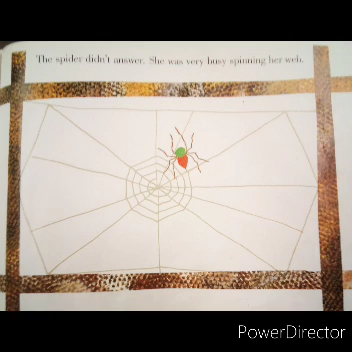 The spider didn't answer. She was very busy spinning her web.
PowerDirector